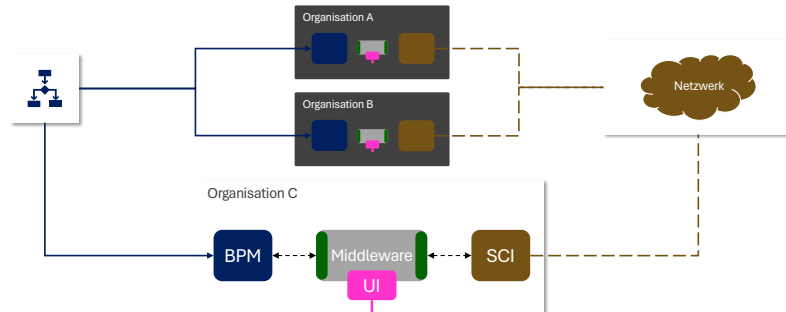 Organisation A
Organisation B
Netzwerk
Organisation C
BPM
Middleware
SCI
UI